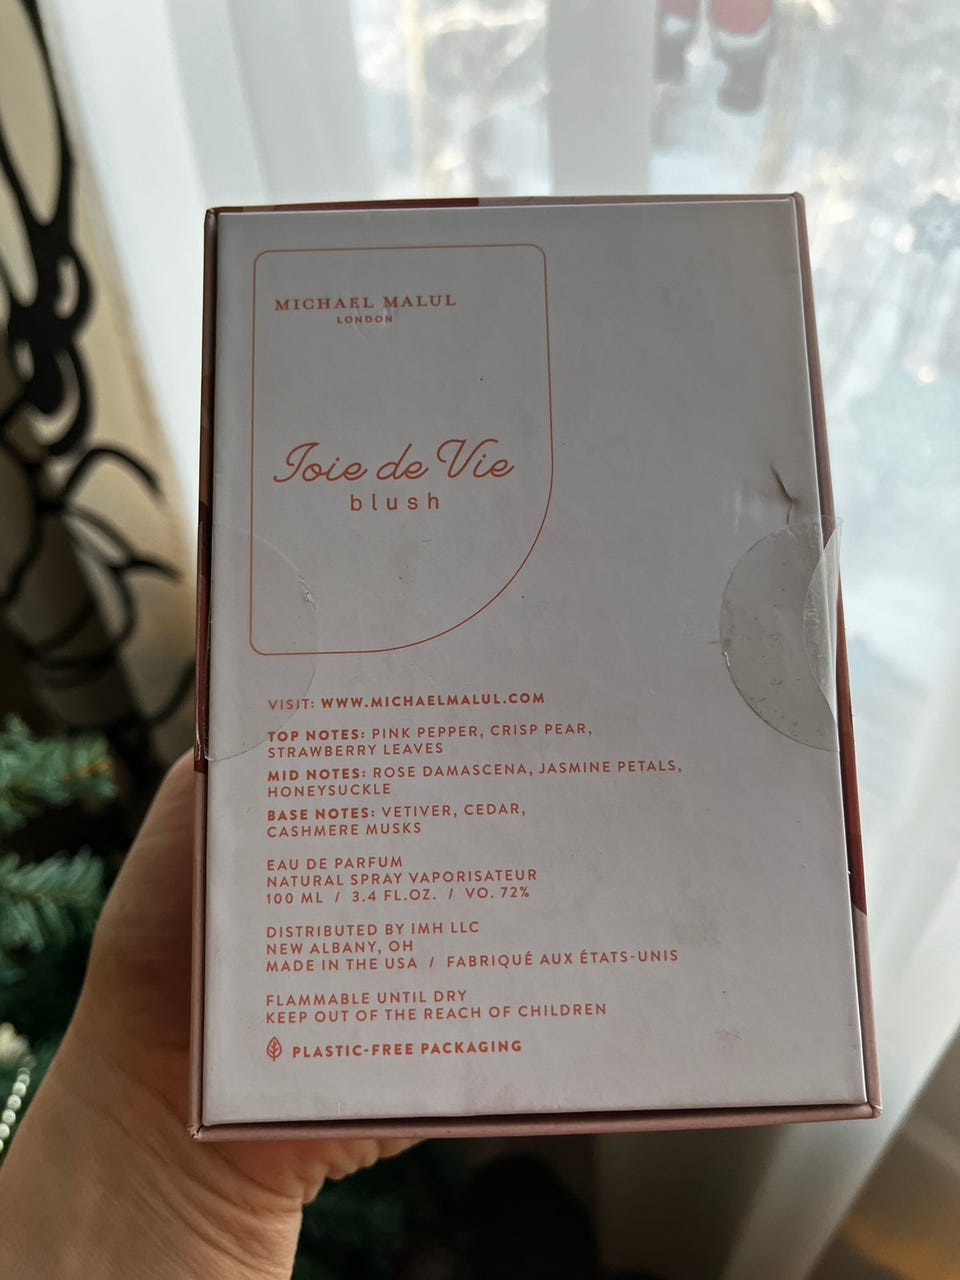 MICHAEL MALUL
LONDON
Joie de Vie
blush
VISIT: WWW.MICHAELMALUL.COM
TOP NOTES: PINK PEPPER, CRISP PEAR,
STRAWBERRY LEAVES
MID NOTES: ROSE DAMASCENA, JASMINE PETALS,
HONEYSUCKLE
BASE NOTES: VETIVER, CEDAR,
CASHMERE MUSKS
EAU DE PARFUM
NATURAL SPRAY VAPORISATEUR
100 ML / 3.4 FL.OZ. / VO. 72%
DISTRIBUTED BY IMH LLC
NEW ALBANY, OH
MADE IN THE USA / FABRIQUÉ AUX ÉTATS-UNIS
FLAMMABLE UNTIL DRY
KEEP OUT OF THE REACH OF CHILDREN
PLASTIC-FREE PACKAGING